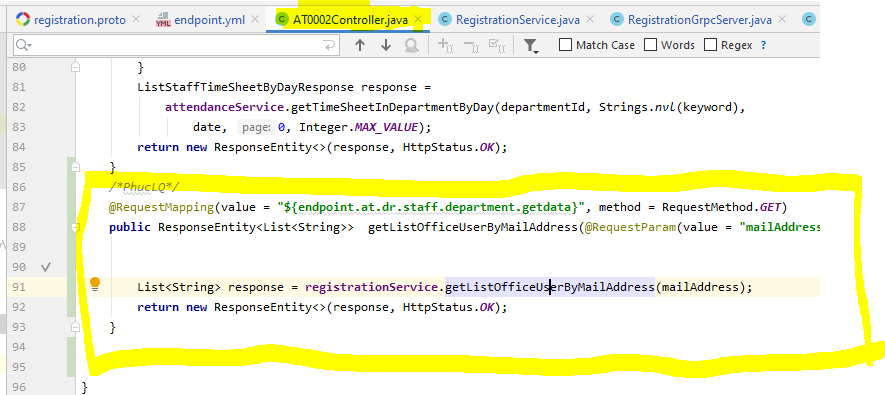 registration.proto × endpoint.yml × AT0002Controller.java × RegistrationService.java × RegistrationGrpcServer.java ×
Match Case Words Regex ?
80 }
81 ListStaffTimeSheetByDayResponse response =
82 attendanceService.getTimeSheetInDepartmentByDay(departmentId, Strings.nvl(keyword),
83 date, page: 0, Integer.MAX_VALUE);
84 return new ResponseEntity<>(response, HttpStatus.OK);
85 }
86 /*PhucLQ*/
87 @RequestMapping(value = "${endpoint.at.dr.staff.department.getdata}", method = RequestMethod.GET)
88 public ResponseEntity<List<String>> getListOfficeUserByMailAddress(@RequestParam(value = "mailAddress
89
90
91 List<String> response = registrationService.getListOfficeUserByMailAddress(mailAddress);
92 return new ResponseEntity<>(response, HttpStatus.OK);
93 }
94
95
96 }